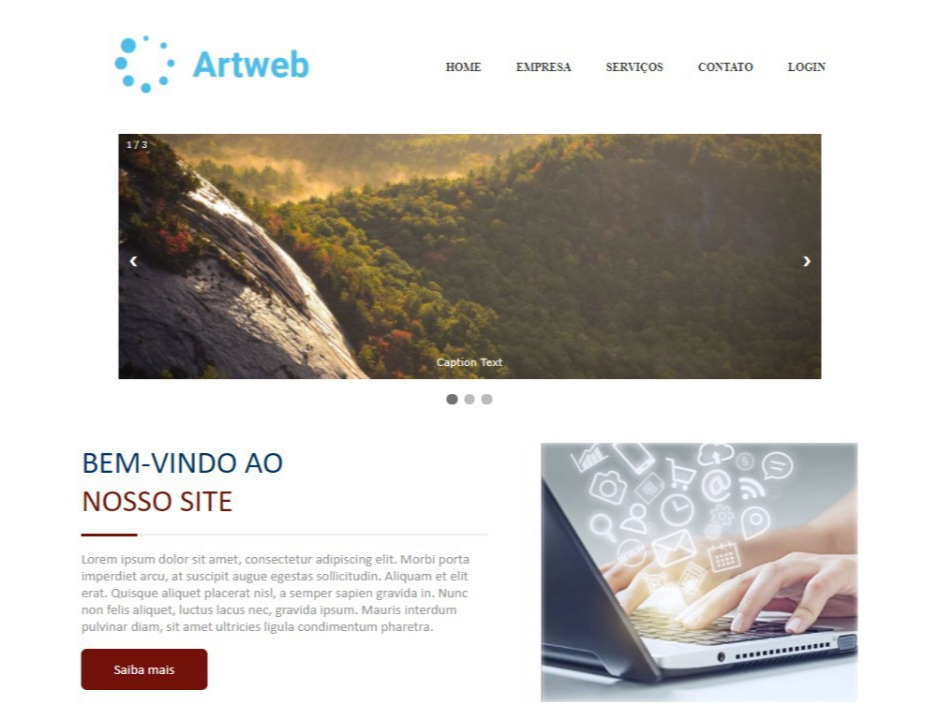 Artweb
HOME EMPRESA SERVIÇOS CONTATO LOGIN
1 / 3
❮ ❯
Caption Text
BEM-VINDO AO
NOSSO SITE
Lorem ipsum dolor sit amet, consectetur adipiscing elit. Morbi porta
imperdiet arcu, at suscipit augue egestas sollicitudin. Aliquam et elit
erat. Quisque aliquet placerat nisl, a semper sapien gravida in. Nunc
non felis aliquet, luctus lacus nec, gravida ipsum. Mauris interdum
pulvinar diam, sit amet ultricies ligula condimentum pharetra.
Saiba mais